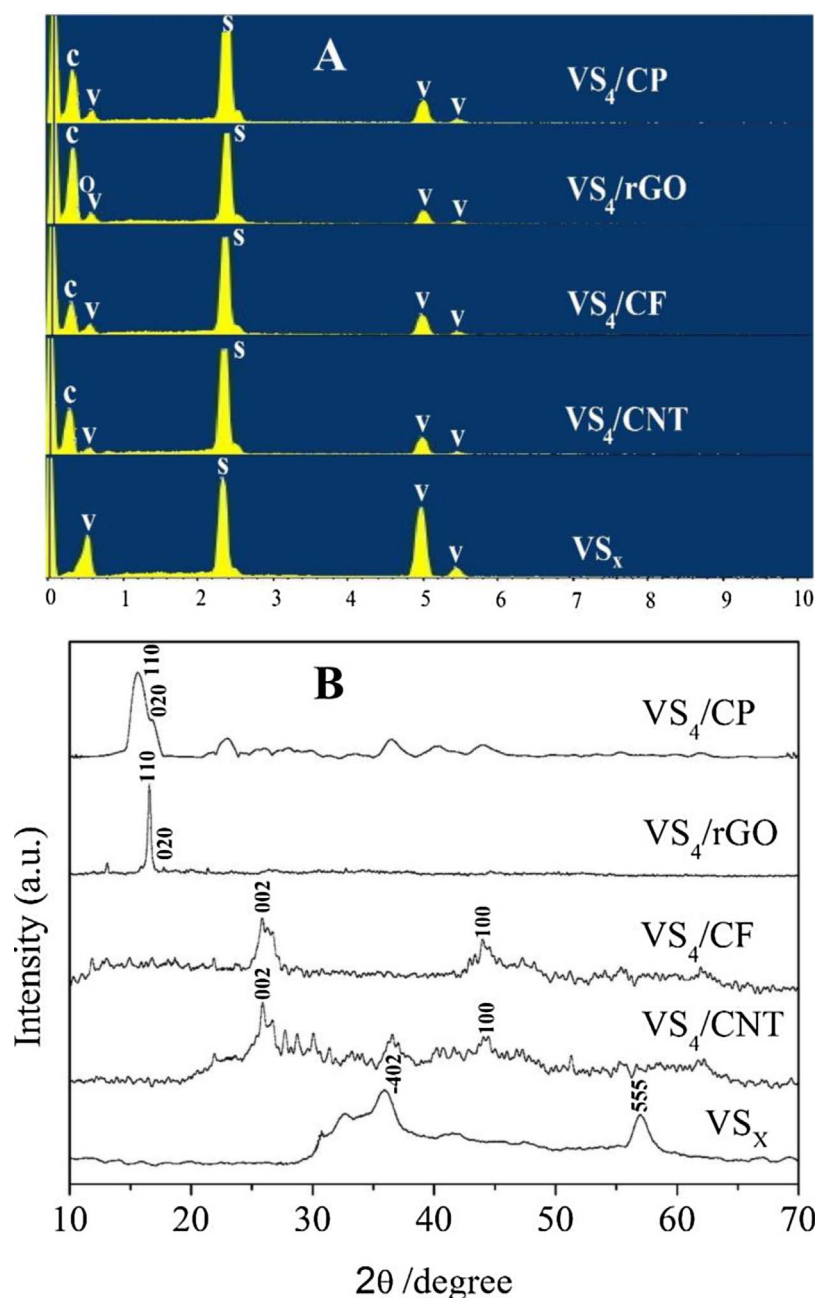 A
C V S V V VS4/CP
C O V S V V VS4/rGO
C V S V V VS4/CF
C V S V V VS4/CNT
V S V V VSx
0 1 2 3 4 5 6 7 8 9 10
B
110 020 VS4/CP
110 020 VS4/rGO
002 100 VS4/CF
002 100 VS4/CNT
-402 555 VSX
Intensity (a.u.)
10 20 30 40 50 60 70
2θ /degree